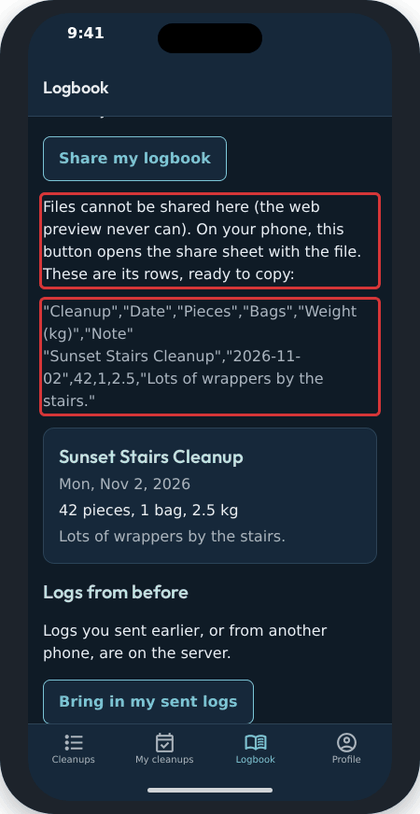 9:41
Logbook
Share my logbook
Files cannot be shared here (the web
preview never can). On your phone, this
button opens the share sheet with the file.
These are its rows, ready to copy:
"Cleanup","Date","Pieces","Bags","Weight
(kg)","Note"
"Sunset Stairs Cleanup","2026-11-
02",42,1,2.5,"Lots of wrappers by the
stairs."
Sunset Stairs Cleanup
Mon, Nov 2, 2026
42 pieces, 1 bag, 2.5 kg
Lots of wrappers by the stairs.
Logs from before
Logs you sent earlier, or from another
phone, are on the server.
Bring in my sent logs
Cleanups
My cleanups
Logbook
Profile